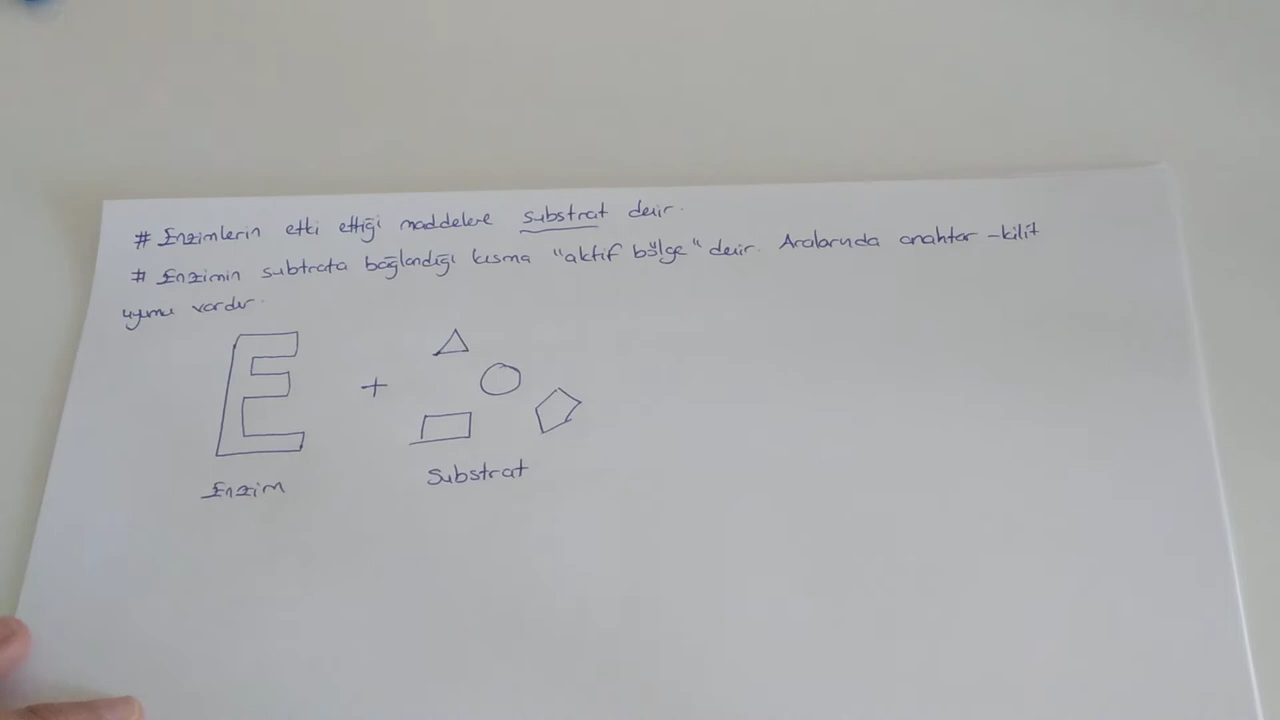 # Enzimlerin etki ettiği maddelere substrat denir.
# Enzimin subtrata bağlandığı kısma "aktif bölge" denir. Aralarında anahtar-kilit
uyumu vardır.
E
+
Enzim
Substrat